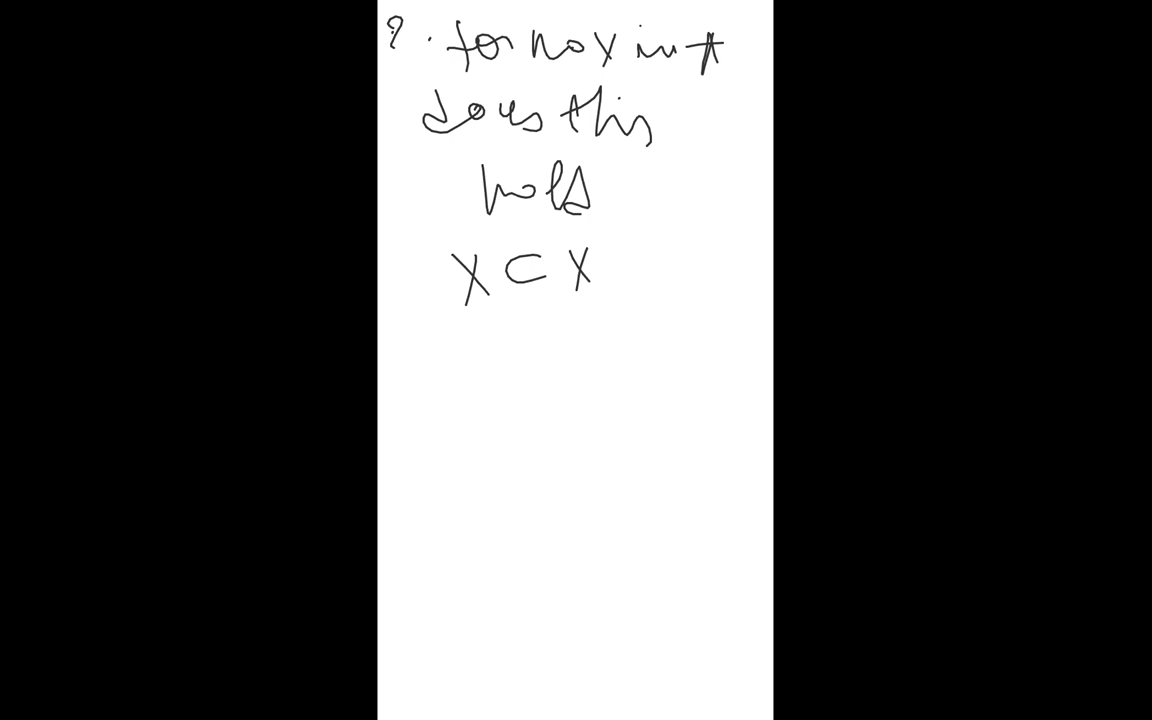 ? . for no x in A
does this
hold
x ⊂ x